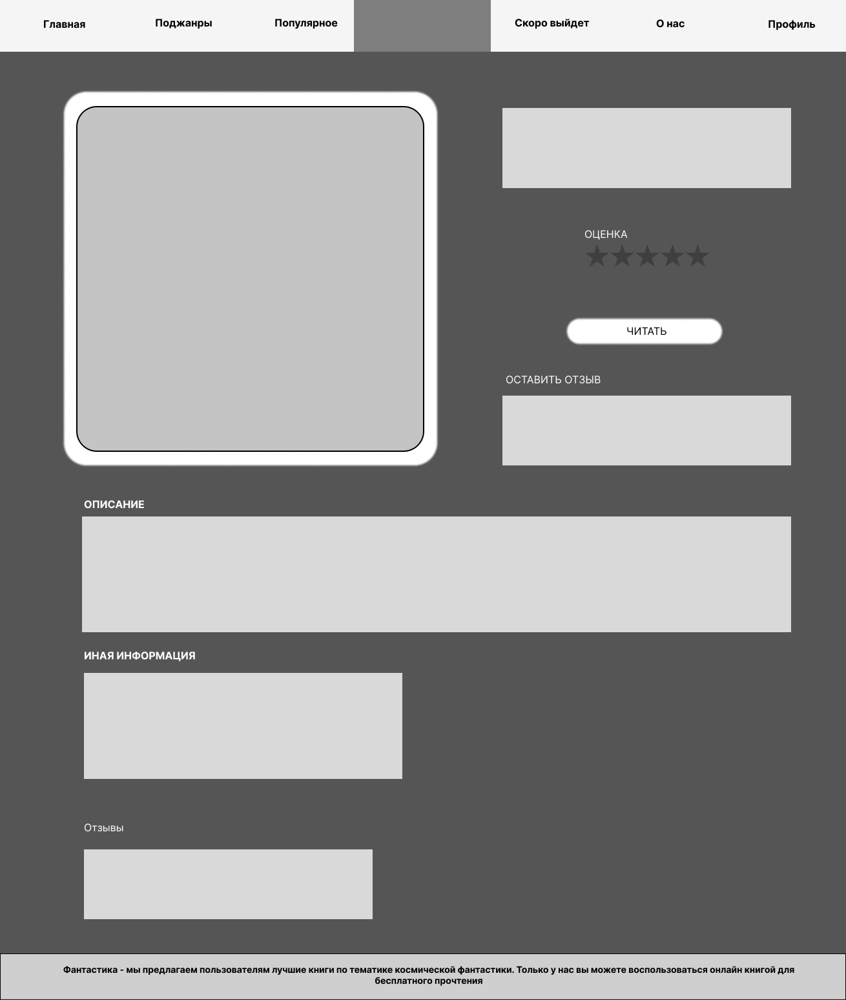 Главная
Поджанры
Популярное
Скоро выйдет
О нас
Профиль
ОЦЕНКА
ЧИТАТЬ
ОСТАВИТЬ ОТЗЫВ
ОПИСАНИЕ
ИНАЯ ИНФОРМАЦИЯ
Отзывы
Фантастика - мы предлагаем пользователям лучшие книги по тематике космической фантастики. Только у нас вы можете воспользоваться онлайн книгой для
бесплатного прочтения